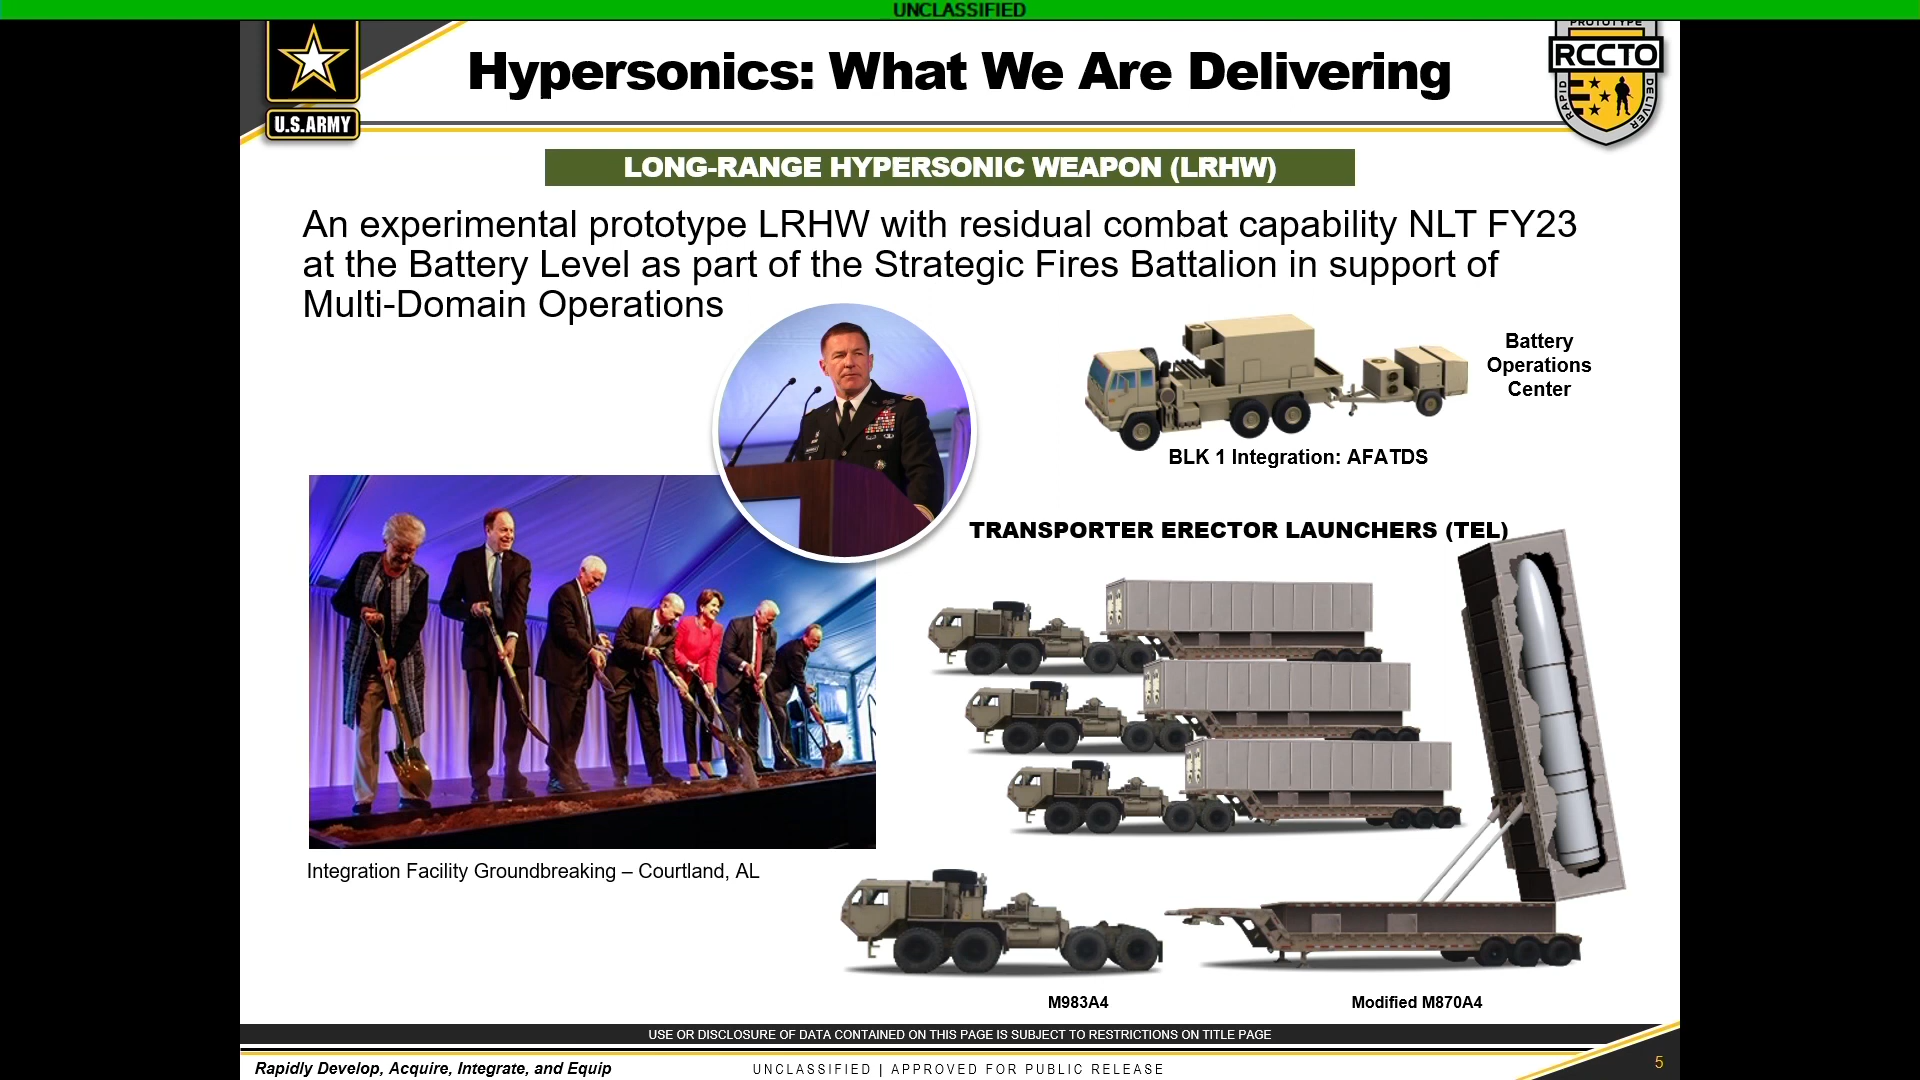 UNCLASSIFIED
Hypersonics: What We Are Delivering
U.S.ARMY
PROTOTYPE
RCCTO
RAPID
DELIVER
LONG-RANGE HYPERSONIC WEAPON (LRHW)
An experimental prototype LRHW with residual combat capability NLT FY23
at the Battery Level as part of the Strategic Fires Battalion in support of
Multi-Domain Operations
Battery
Operations
Center
BLK 1 Integration: AFATDS
TRANSPORTER ERECTOR LAUNCHERS (TEL)
Integration Facility Groundbreaking – Courtland, AL
M983A4
Modified M870A4
USE OR DISCLOSURE OF DATA CONTAINED ON THIS PAGE IS SUBJECT TO RESTRICTIONS ON TITLE PAGE
Rapidly Develop, Acquire, Integrate, and Equip
UNCLASSIFIED | APPROVED FOR PUBLIC RELEASE
5